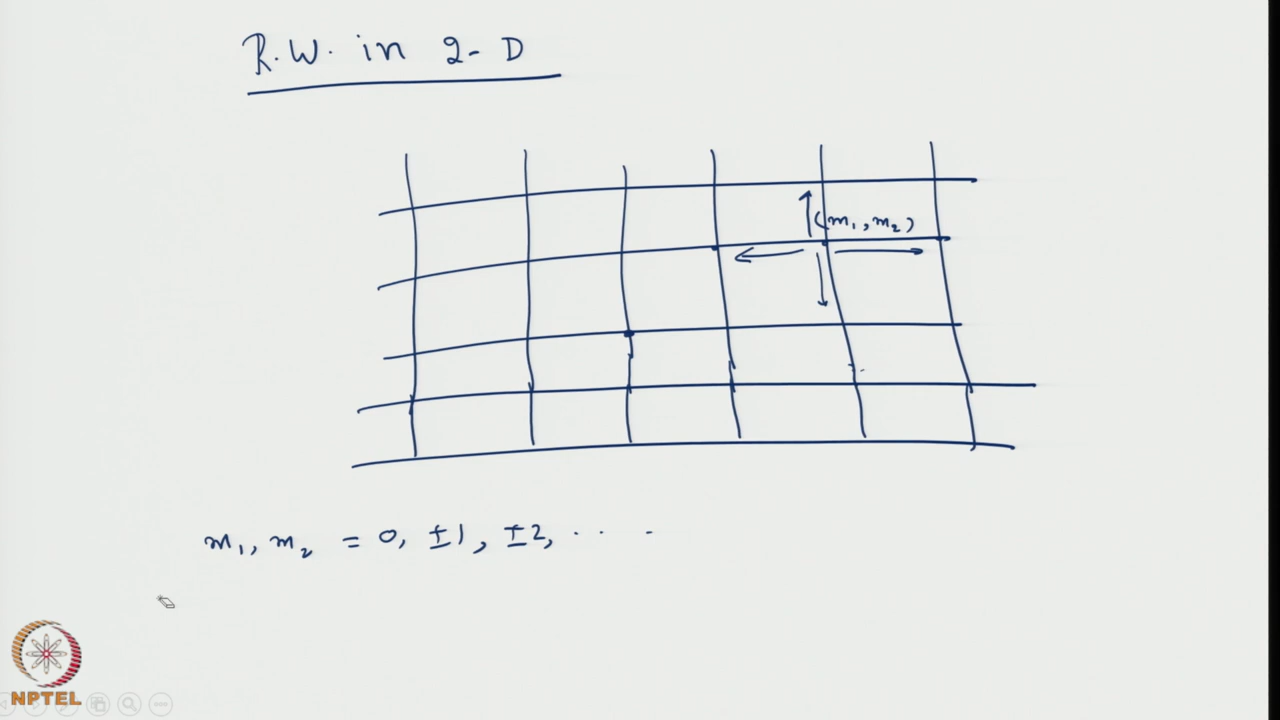 R.W. in 2-D
(m₁, m₂)
m₁, m₂ = 0, ±1, ±2, .. . -
NPTEL